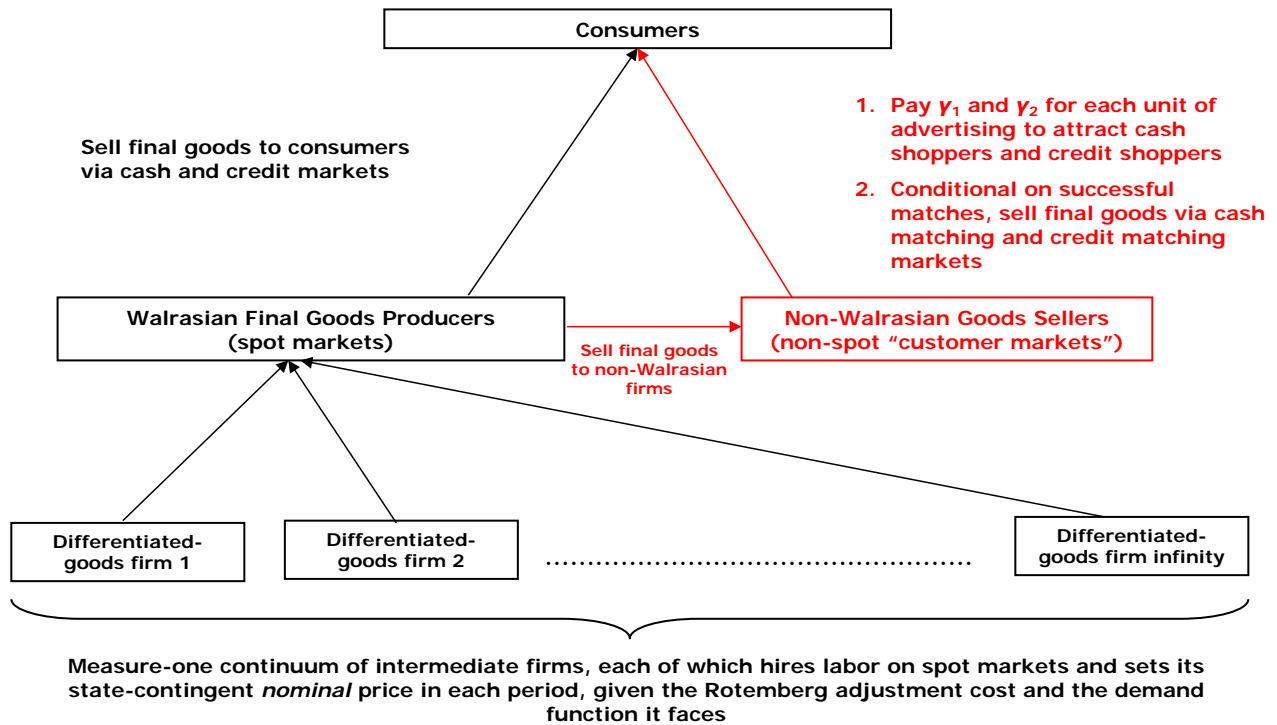 Consumers
1. Pay γ₁ and γ₂ for each unit of
advertising to attract cash
shoppers and credit shoppers
2. Conditional on successful
matches, sell final goods via cash
matching and credit matching
markets
Sell final goods to consumers
via cash and credit markets
Walrasian Final Goods Producers
(spot markets)
Sell final goods
to non-Walrasian
firms
Non-Walrasian Goods Sellers
(non-spot “customer markets”)
Differentiated-
goods firm 1
Differentiated-
goods firm 2
Differentiated-
goods firm infinity
Measure-one continuum of intermediate firms, each of which hires labor on spot markets and sets its
state-contingent nominal price in each period, given the Rotemberg adjustment cost and the demand
function it faces